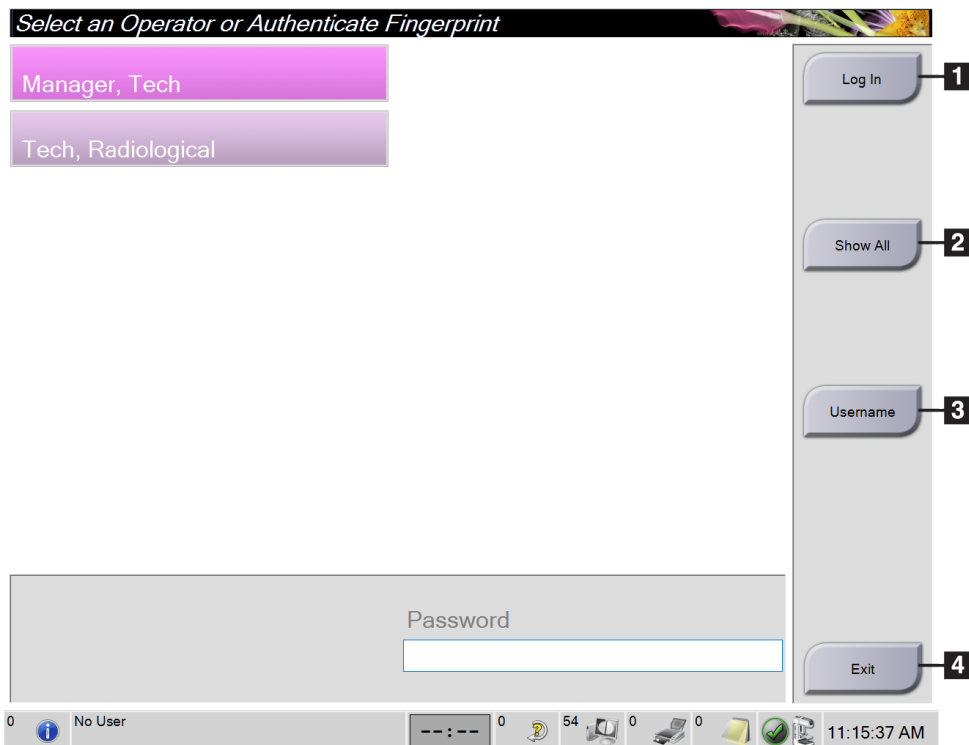 Select an Operator or Authenticate Fingerprint
Manager, Tech
Log In
1
Tech, Radiological
Show All
2
Username
3
Password
Exit
4
0
No User
--:--
0
54
0
0
11:15:37 AM